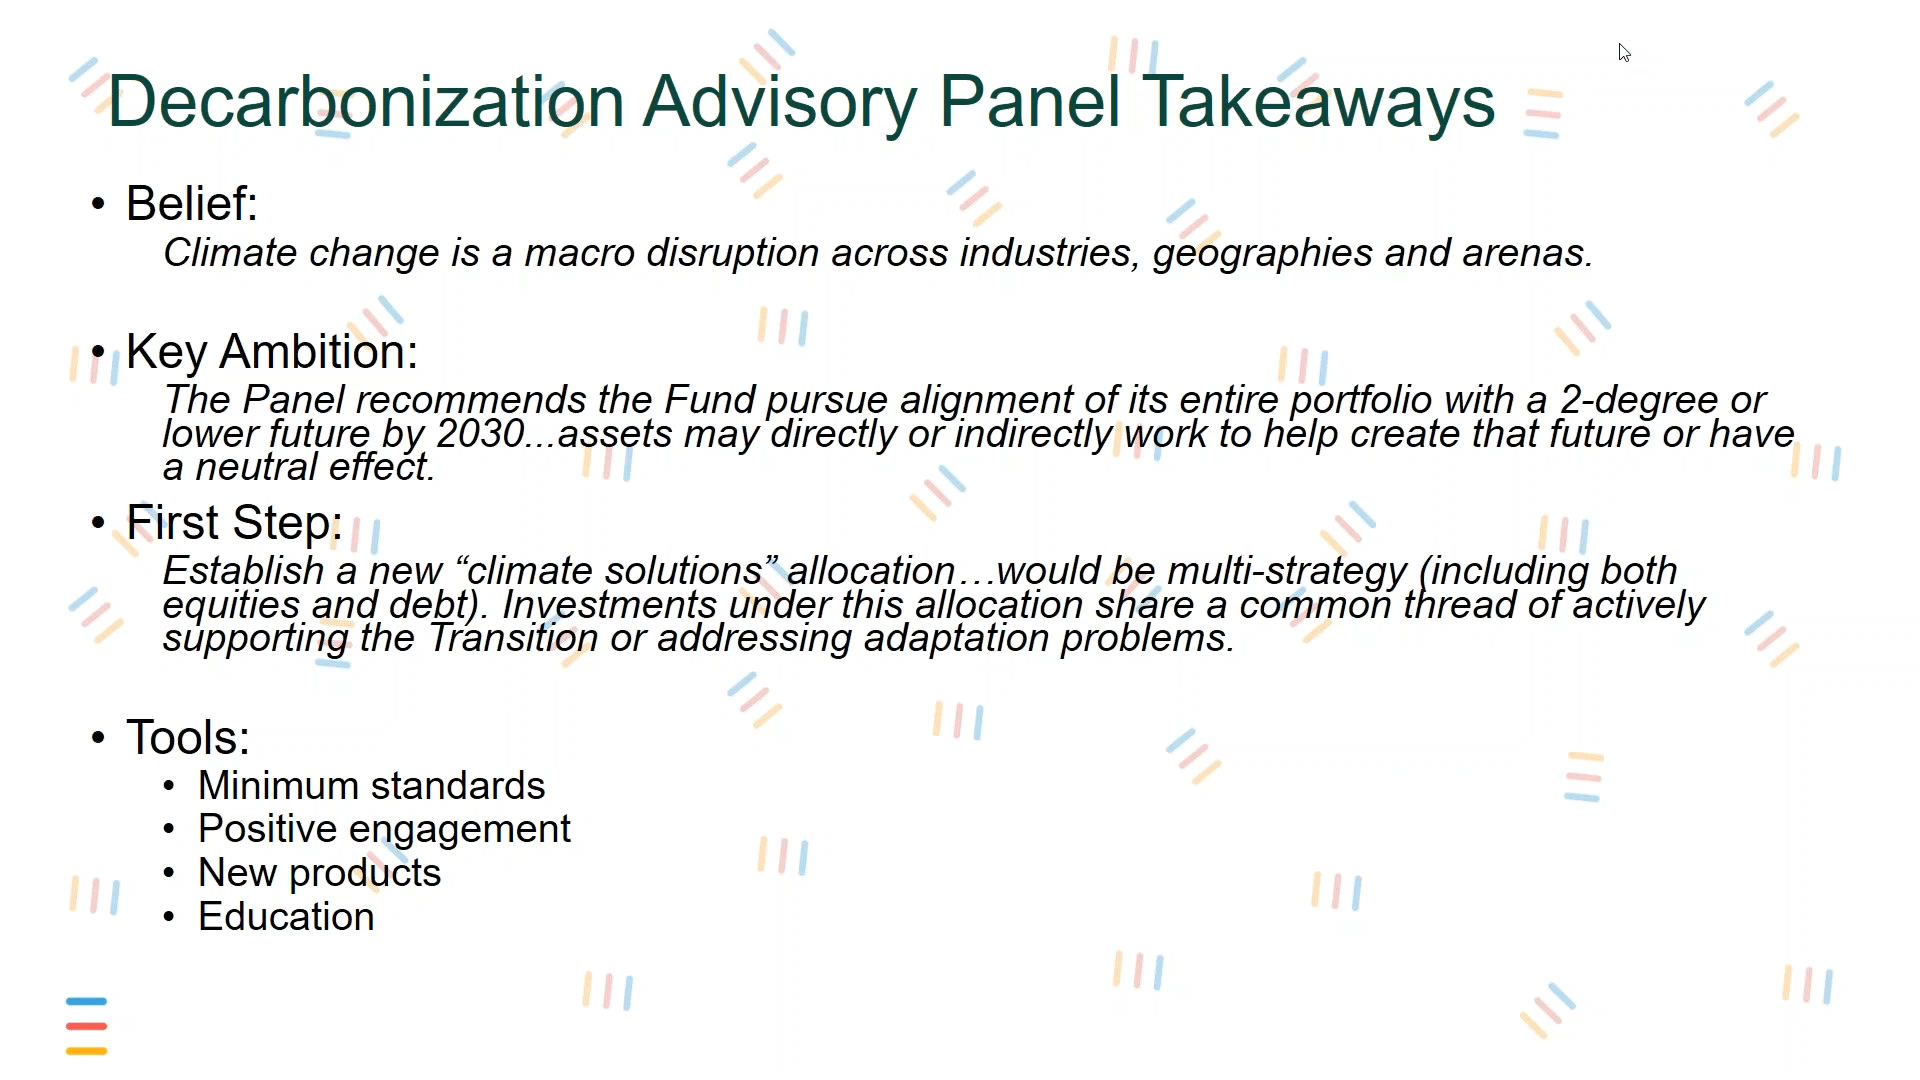 Decarbonization Advisory Panel Takeaways
• Belief:
Climate change is a macro disruption across industries, geographies and arenas.
• Key Ambition:
The Panel recommends the Fund pursue alignment of its entire portfolio with a 2-degree or
lower future by 2030...assets may directly or indirectly work to help create that future or have
a neutral effect.
• First Step:
Establish a new “climate solutions” allocation…would be multi-strategy (including both
equities and debt). Investments under this allocation share a common thread of actively
supporting the Transition or addressing adaptation problems.
• Tools:
• Minimum standards
• Positive engagement
• New products
• Education